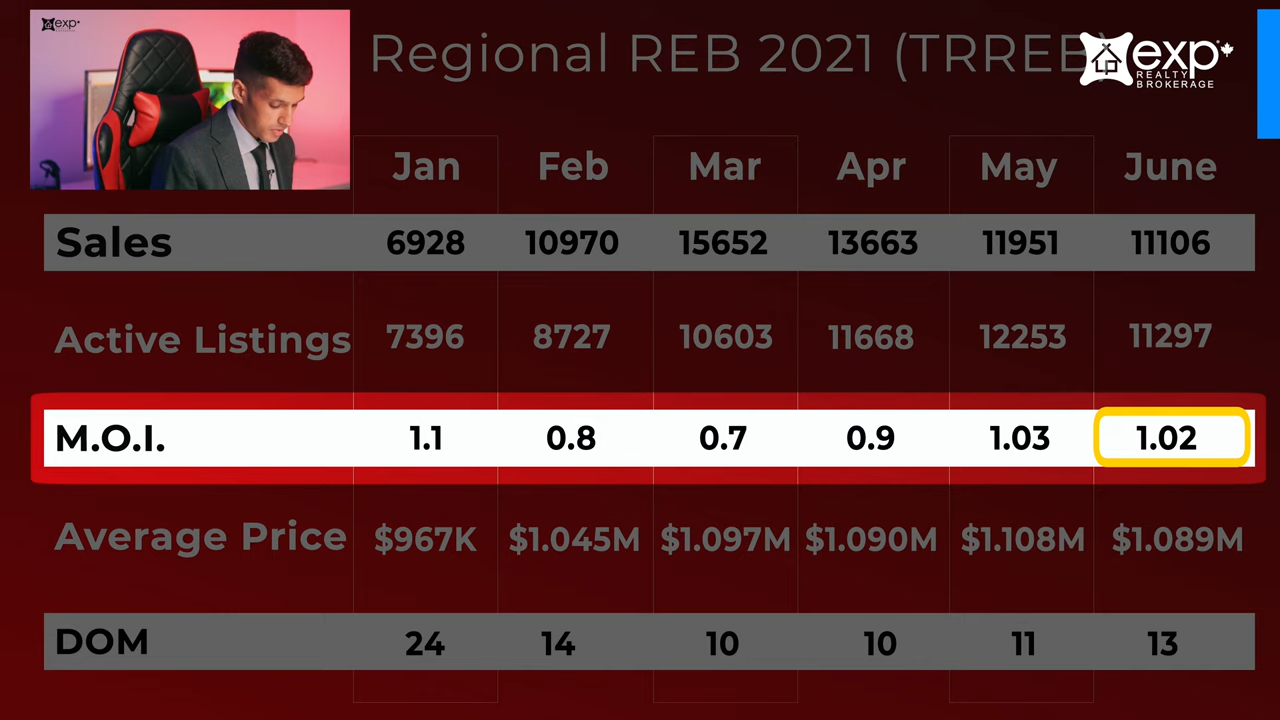 exp
Regional REB 2021 (TRREB)
exp
REALTY
BROKERAGE
Jan Feb Mar Apr May June
Sales 6928 10970 15652 13663 11951 11106
Active Listings 7396 8727 10603 11668 12253 11297
M.O.I. 1.1 0.8 0.7 0.9 1.03 1.02
Average Price $967K $1.045M $1.097M $1.090M $1.108M $1.089M
DOM 24 14 10 10 11 13